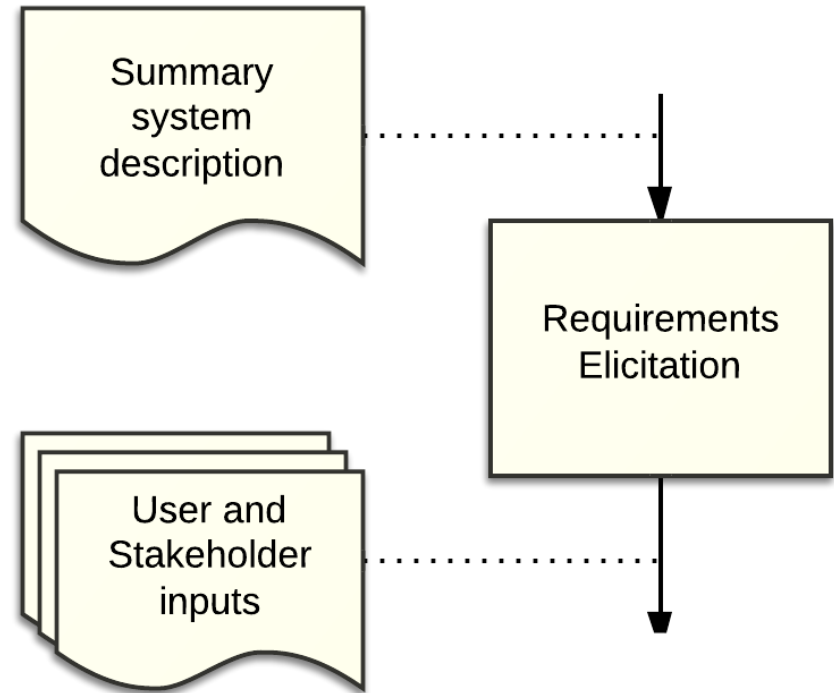 Summary
system
description
Requirements
Elicitation
User and
Stakeholder
inputs